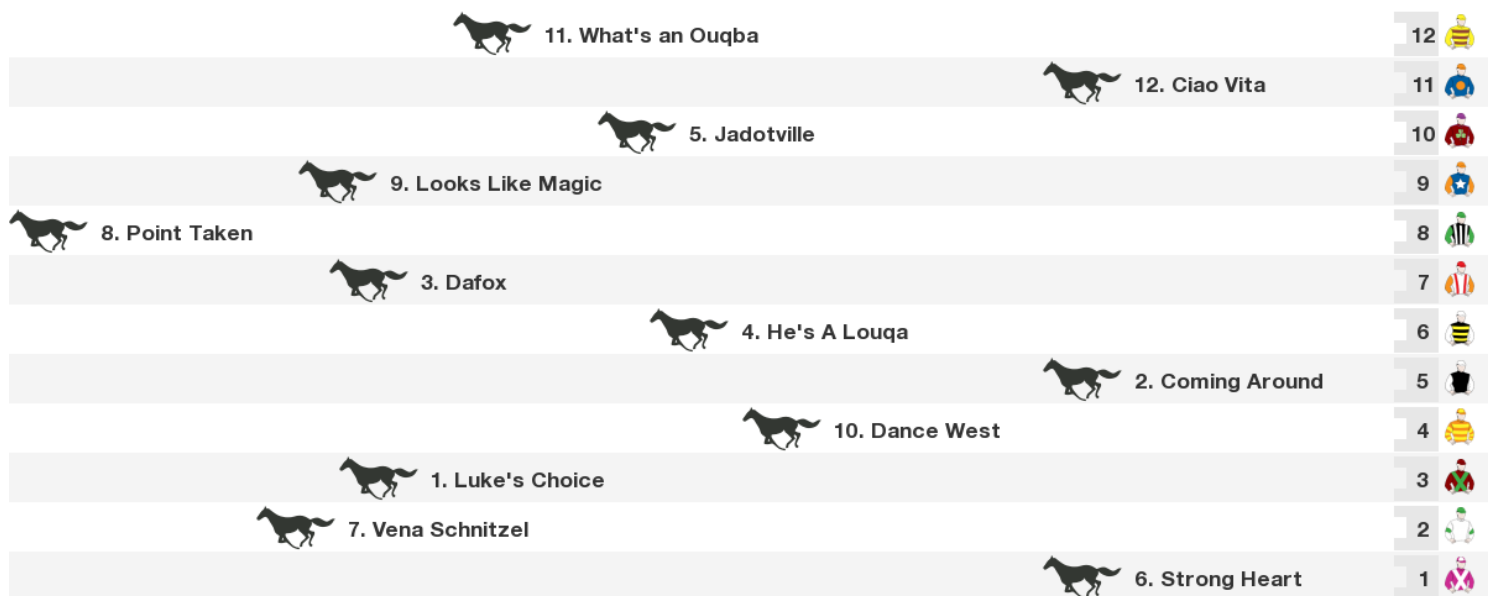 11. What's an Ouqba 12
12. Ciao Vita 11
5. Jadotville 10
9. Looks Like Magic 9
8. Point Taken 8
3. Dafox 7
4. He's A Louqa 6
2. Coming Around 5
10. Dance West 4
1. Luke's Choice 3
7. Vena Schnitzel 2
6. Strong Heart 1